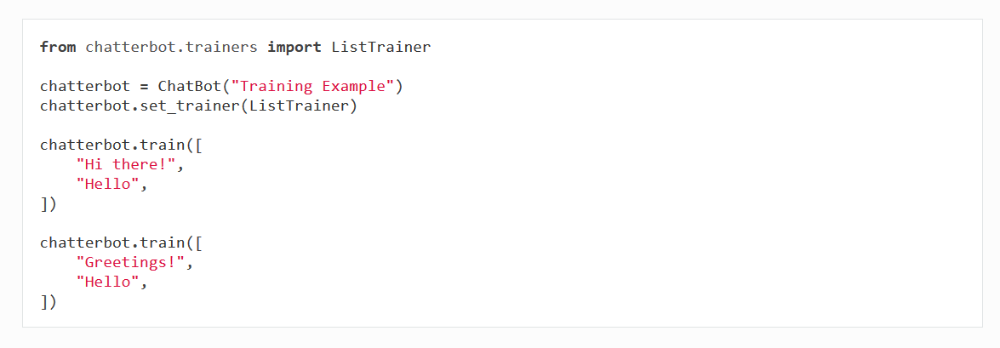 from chatterbot.trainers import ListTrainer
chatterbot = ChatBot("Training Example")
chatterbot.set_trainer(ListTrainer)
chatterbot.train([
    "Hi there!",
    "Hello",
])
chatterbot.train([
    "Greetings!",
    "Hello",
])